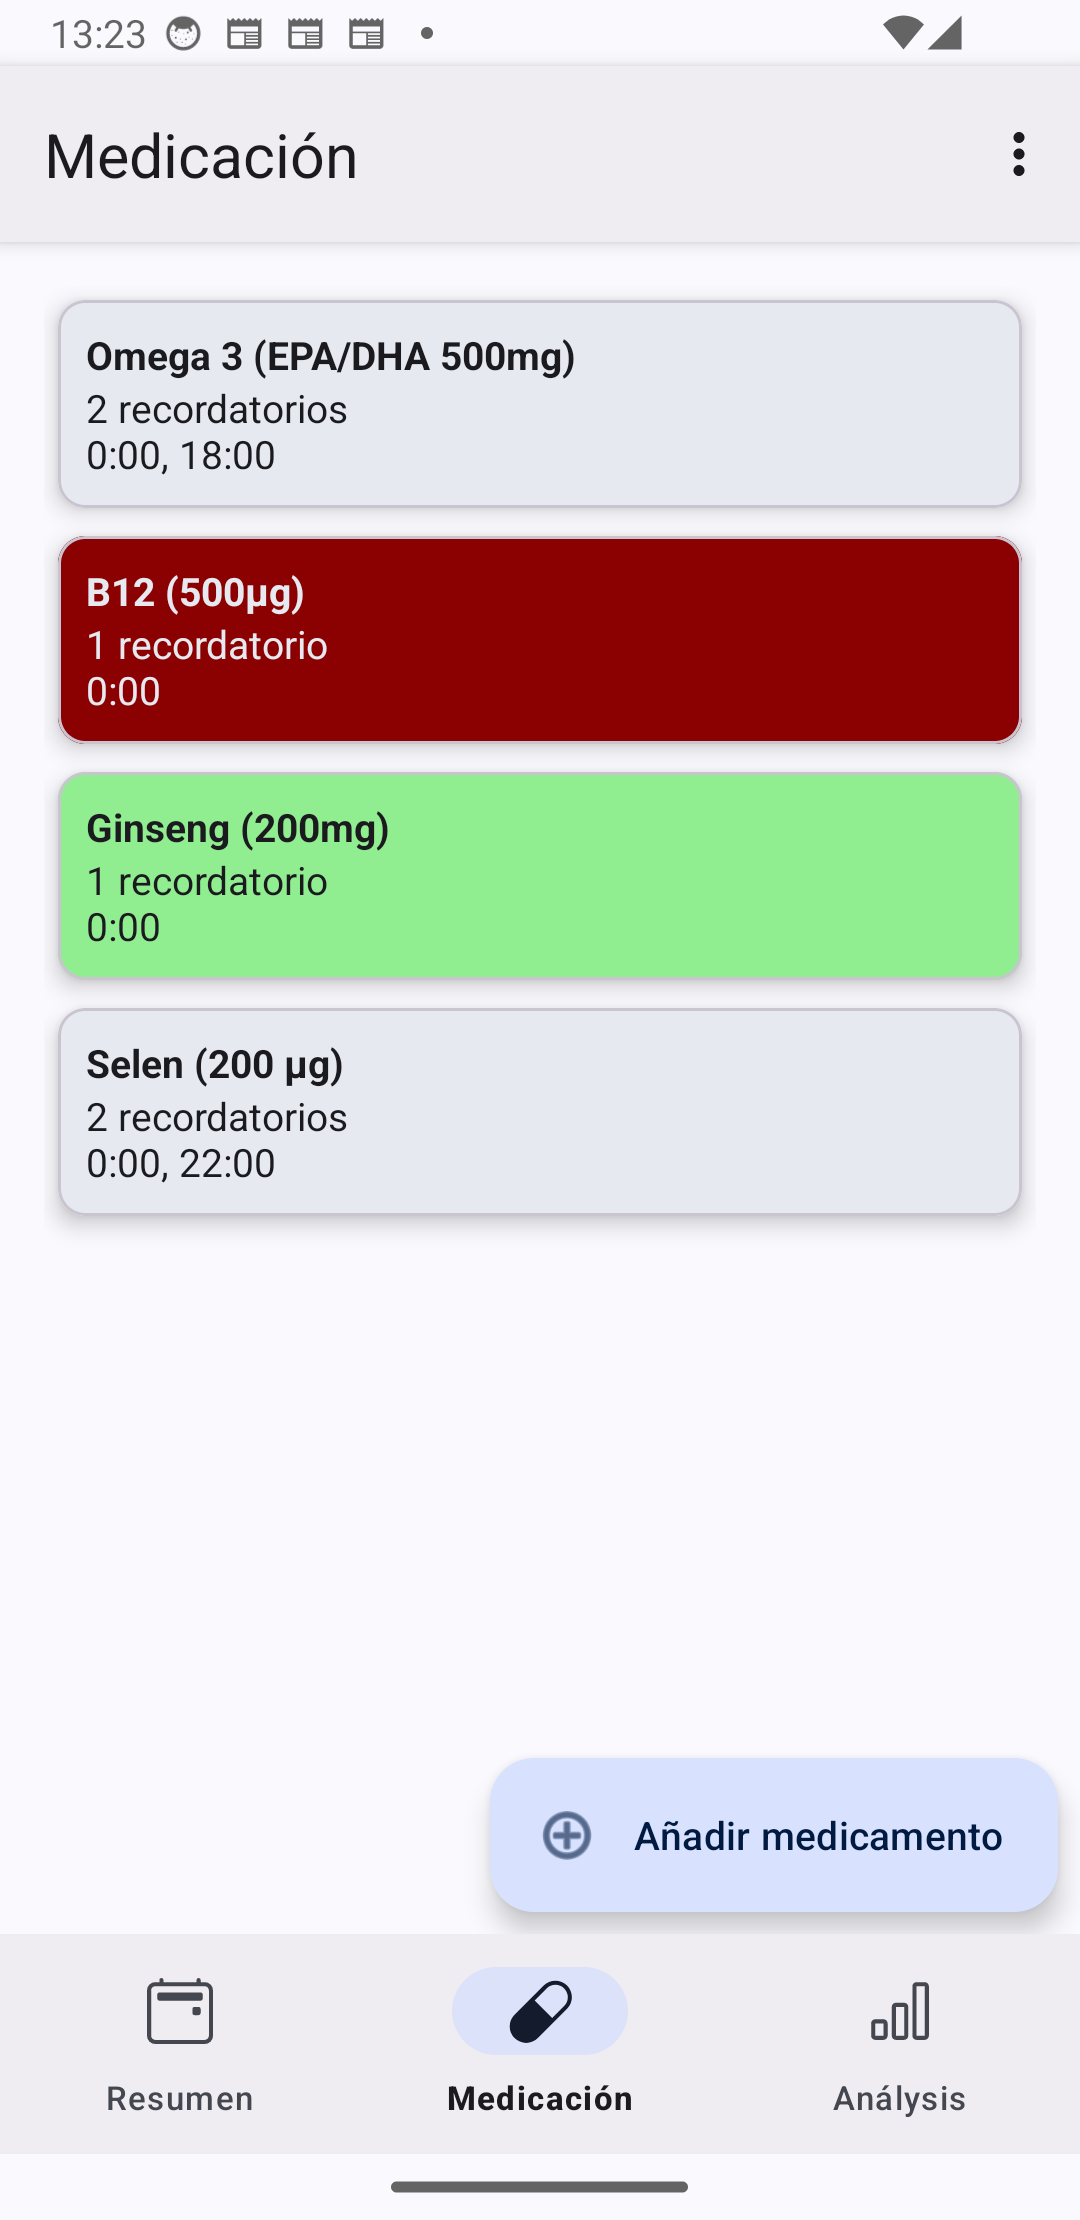 13:23
Medicación
Omega 3 (EPA/DHA 500mg)
2 recordatorios
0:00, 18:00
B12 (500µg)
1 recordatorio
0:00
Ginseng (200mg)
1 recordatorio
0:00
Selen (200 µg)
2 recordatorios
0:00, 22:00
Añadir medicamento
Resumen
Medicación
Análysis